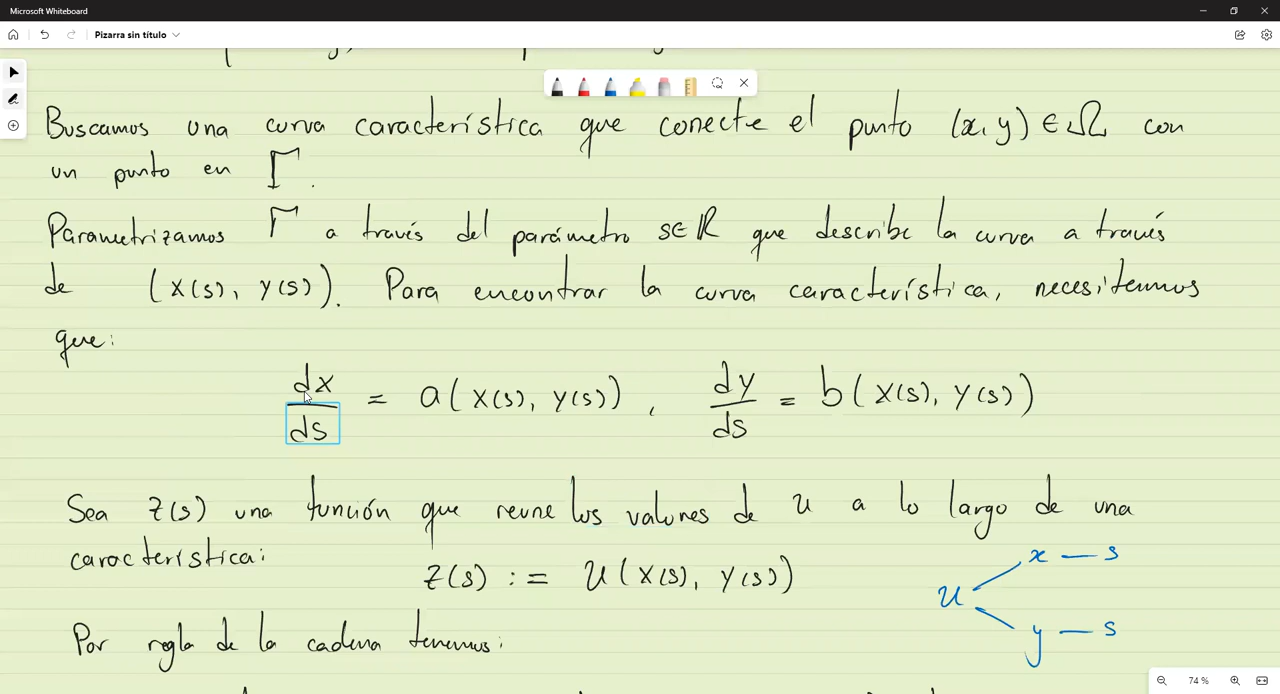 Microsoft Whiteboard
Pizarra sin título
Buscamos una curva característica que conecte el punto (x, y) ∈ Ω con
un punto en Γ.
Parametrizamos Γ a través del parámetro s∈ℝ que describe la curva a través
de (X(s), Y(s)). Para encontrar la curva característica, necesitamos
que:
dx/ds = a(X(s), Y(s)), dy/ds = b(X(s), Y(s))
Sea Z(s) una función que reune los valores de u a lo largo de una
característica:
Z(s) := U(X(s), Y(s))
x — s
u
y — s
Por regla de la cadena tenemos:
74 %